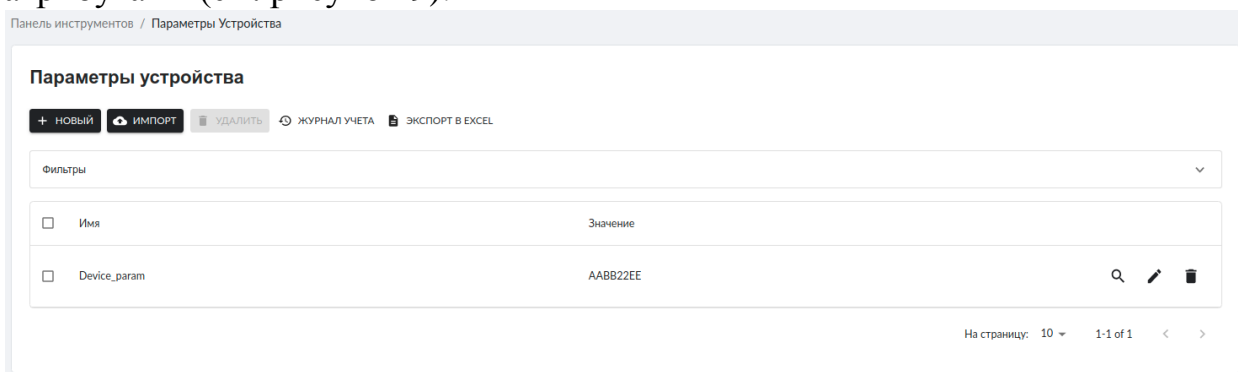 Панель инструментов / Параметры Устройства
Параметры устройства
+ НОВЫЙ ИМПОРТ УДАЛИТЬ ЖУРНАЛ УЧЕТА ЭКСПОРТ В EXCEL
Фильтры
Имя Значение
Device_param AABB22EE
На страницу: 10 1-1 of 1